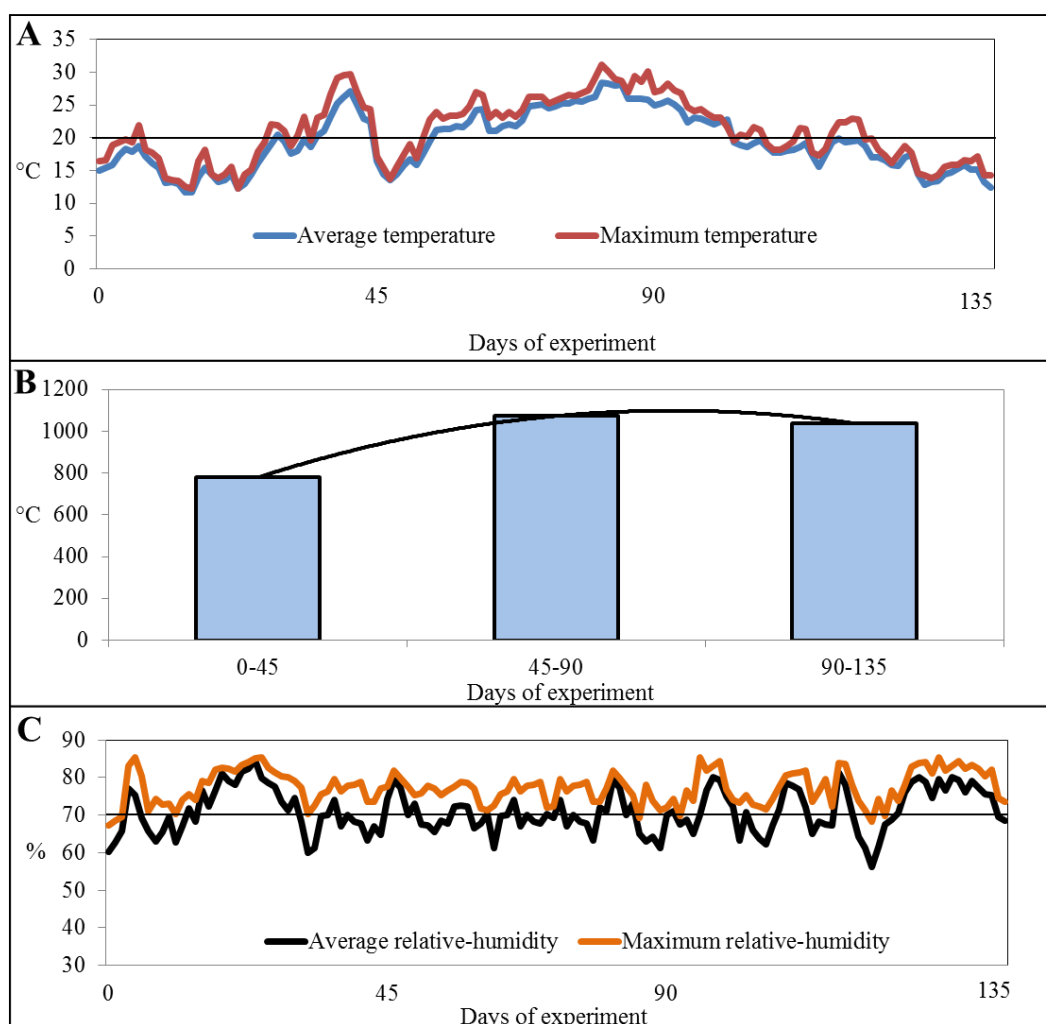 A
35
30
25
20
°C
15
10
5
0
Average temperature Maximum temperature
0 45 90 135
Days of experiment
B
1200
1000
800
°C
600
400
200
0
0-45 45-90 90-135
Days of experiment
C
90
80
70
%
60
50
40
30
Average relative-humidity Maximum relative-humidity
0 45 90 135
Days of experiment